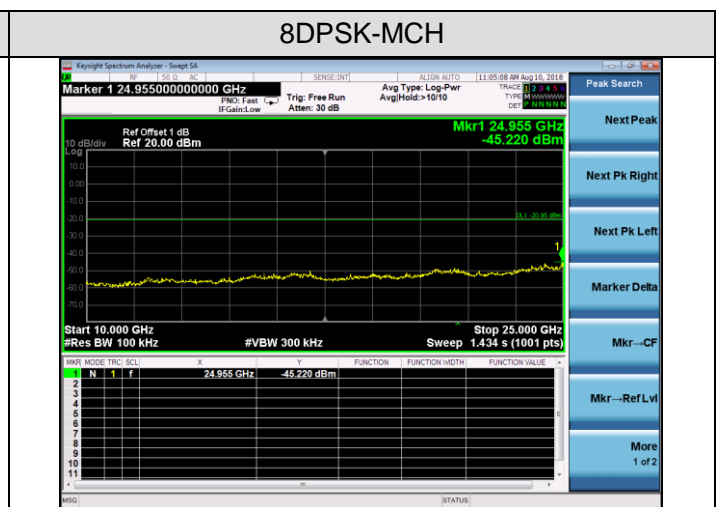 8DPSK-MCH
Keysight Spectrum Analyzer - Swept SA
RF 50 Ω AC SENSE:INT ALIGN AUTO 11:05:08 AM Aug 10, 2018
Marker 1 24.955000000000 GHz
PNO: Fast
IFGain:Low
Trig: Free Run
Atten: 30 dB
Avg Type: Log-Pwr
Avg|Hold:>10/10
TRACE 1 2 3 4 5 6
TYPE M WWWWW
DET P N N N N N
Peak Search
Next Peak
Next Pk Right
Next Pk Left
Marker Delta
Mkr→CF
Mkr→Ref Lvl
More
1 of 2
Mkr1 24.955 GHz
-45.220 dBm
Ref Offset 1 dB
10 dB/div Ref 20.00 dBm
Log
10.0
0.00
-10.0
-20.0
-30.0
-40.0
-50.0
-60.0
-70.0
DL1 -20.95 dBm
1
Start 10.000 GHz Stop 25.000 GHz
#Res BW 100 kHz #VBW 300 kHz Sweep 1.434 s (1001 pts)
MKR MODE TRC SCL X Y FUNCTION FUNCTION WIDTH FUNCTION VALUE
1 N 1 f 24.955 GHz -45.220 dBm
2
3
4
5
6
7
8
9
10
11
MSG STATUS